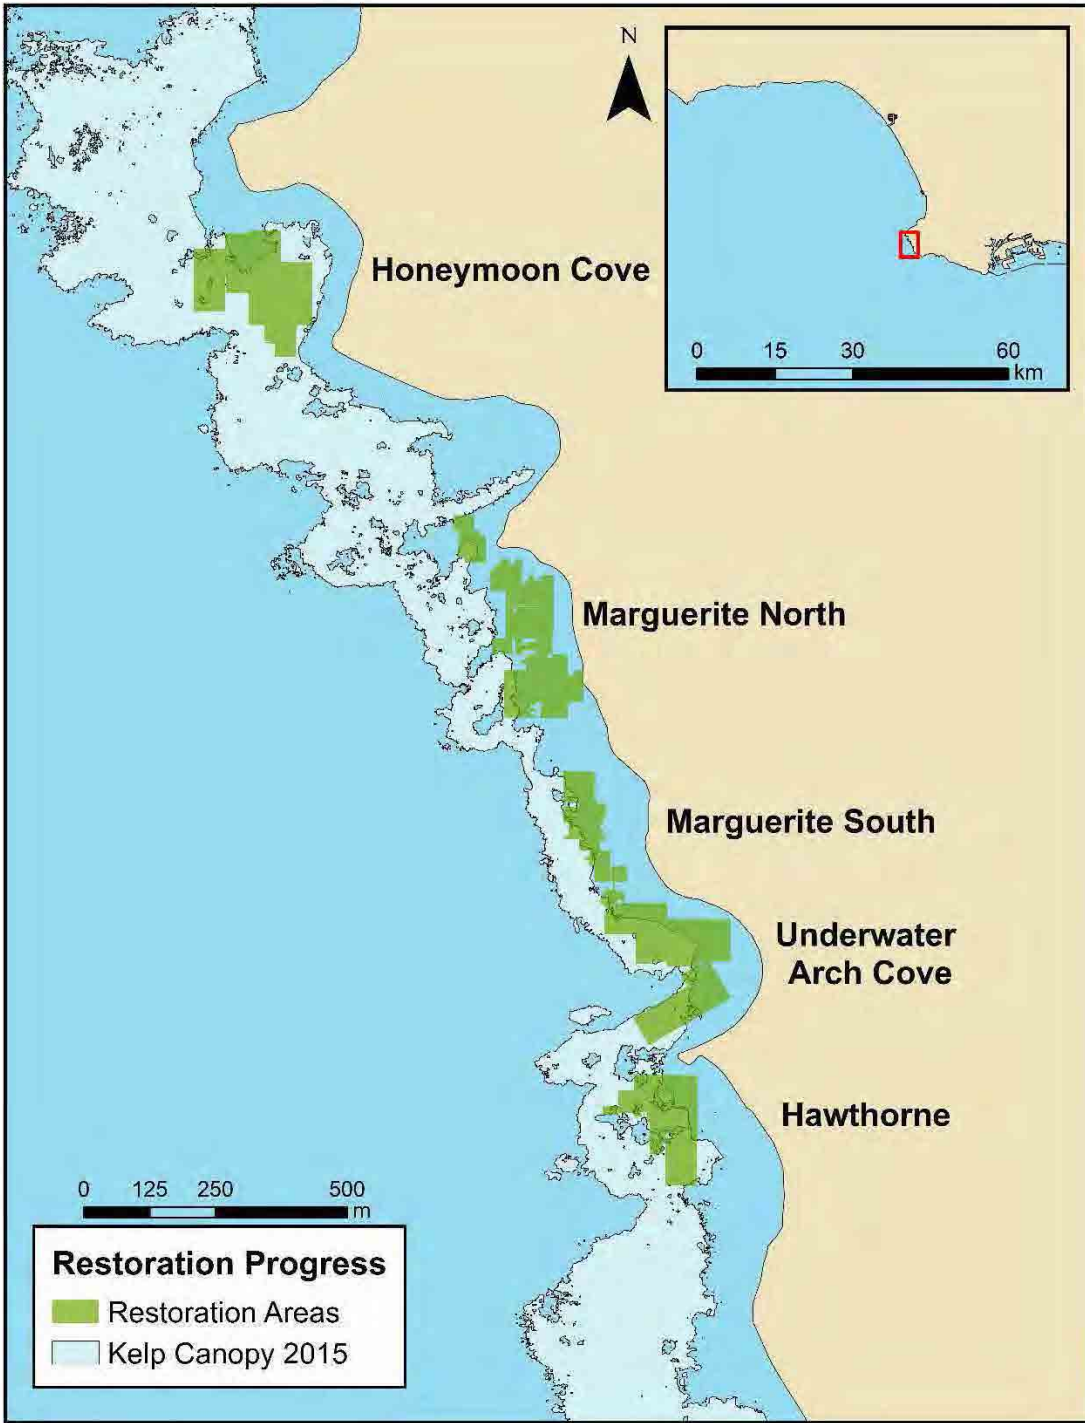 N
0 15 30 60
km
Honeymoon Cove
Marguerite North
Marguerite South
Underwater
Arch Cove
Hawthorne
0 125 250 500
m
Restoration Progress
Restoration Areas
Kelp Canopy 2015